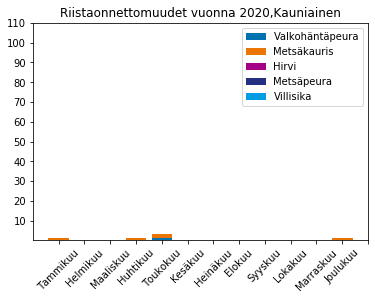 Riistaonnettomuudet vuonna 2020,Kauniainen
110
100
90
80
70
60
50
40
30
20
10
Valkohäntäpeura
Metsäkauris
Hirvi
Metsäpeura
Villisika
Tammikuu
Helmikuu
Maaliskuu
Huhtikuu
Toukokuu
Kesäkuu
Heinäkuu
Elokuu
Syyskuu
Lokakuu
Marraskuu
Joulukuu